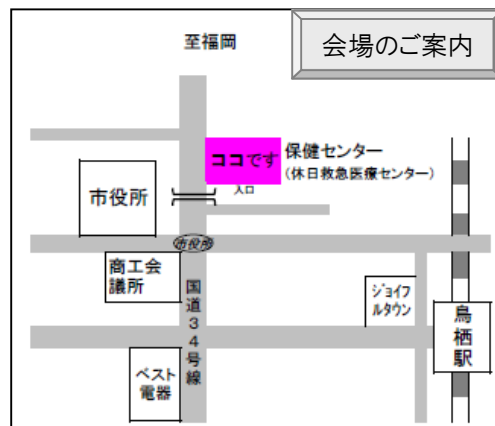 至福岡
会場のご案内
ココです
保健センター
(休日救急医療センター)
入口
市役所
市役所
商工会
議所
国道34号線
ジョイフ
ルタウン
鳥栖駅
ベスト
電器